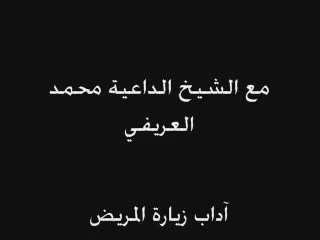 مع الشيخ الداعية محمد
العريفي
آداب زيارة المريض